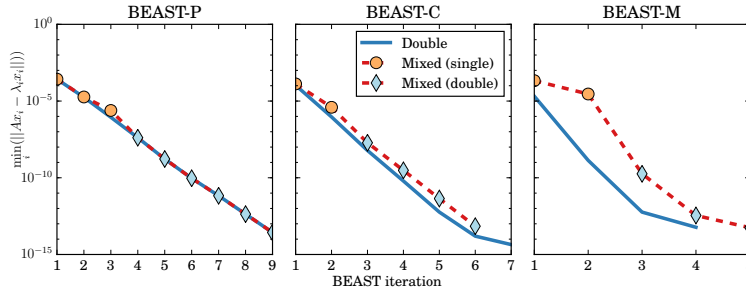 BEAST-P
BEAST-C
BEAST-M
min(||Ax_i − λ_i x_i||))
10^0
10^−5
10^−10
10^−15
Double
Mixed (single)
Mixed (double)
1 2 3 4 5 6 7 8 9
1 2 3 4 5 6 7
1 2 3 4
BEAST iteration